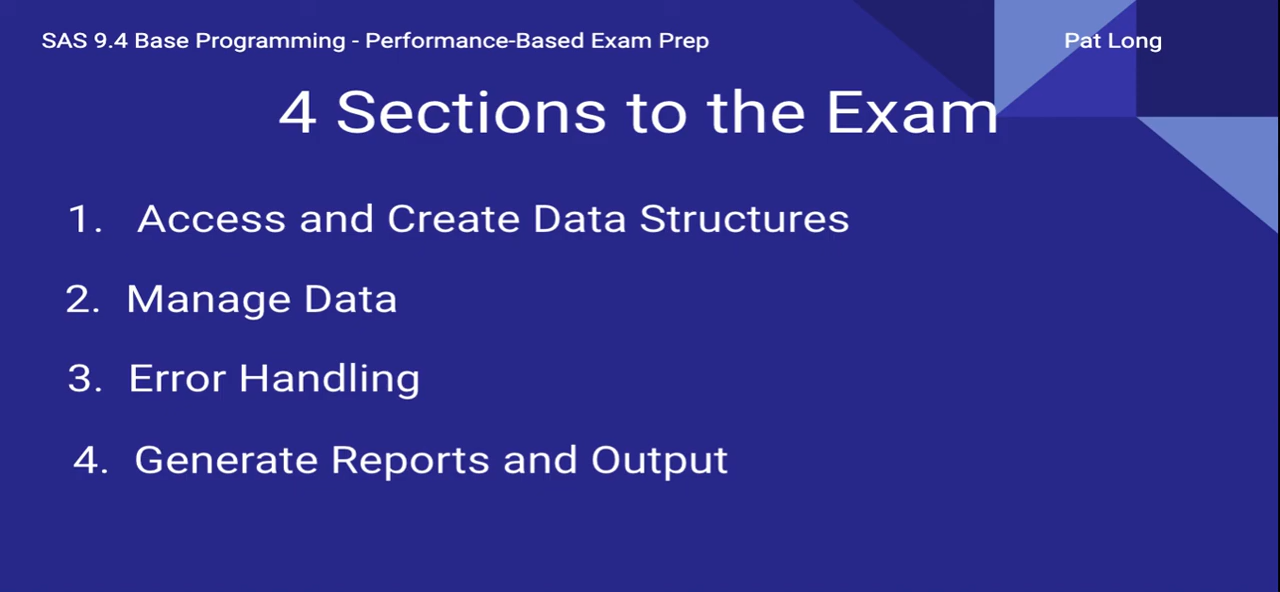 SAS 9.4 Base Programming - Performance-Based Exam Prep
Pat Long
4 Sections to the Exam
1. Access and Create Data Structures
2. Manage Data
3. Error Handling
4. Generate Reports and Output